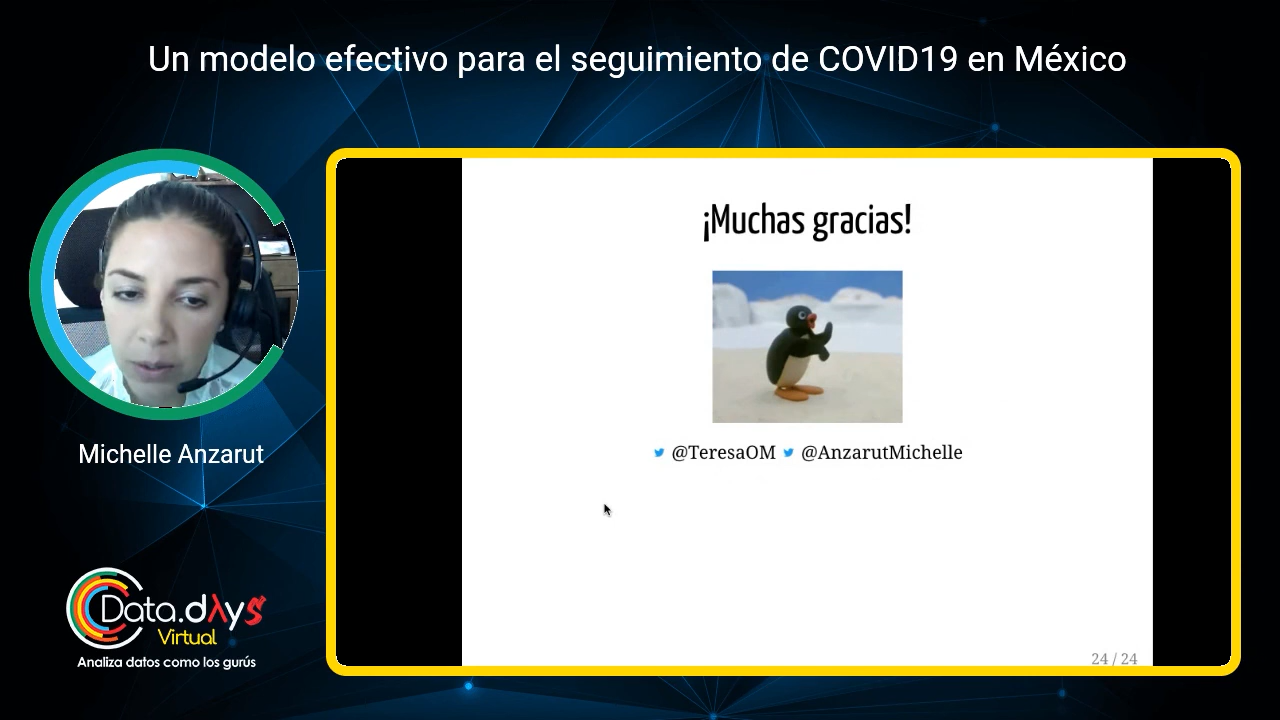 Un modelo efectivo para el seguimiento de COVID19 en México
¡Muchas gracias!
@TeresaOM @AnzarutMichelle
Michelle Anzarut
Data.dAyS
Virtual
Analiza datos como los gurús
24 / 24